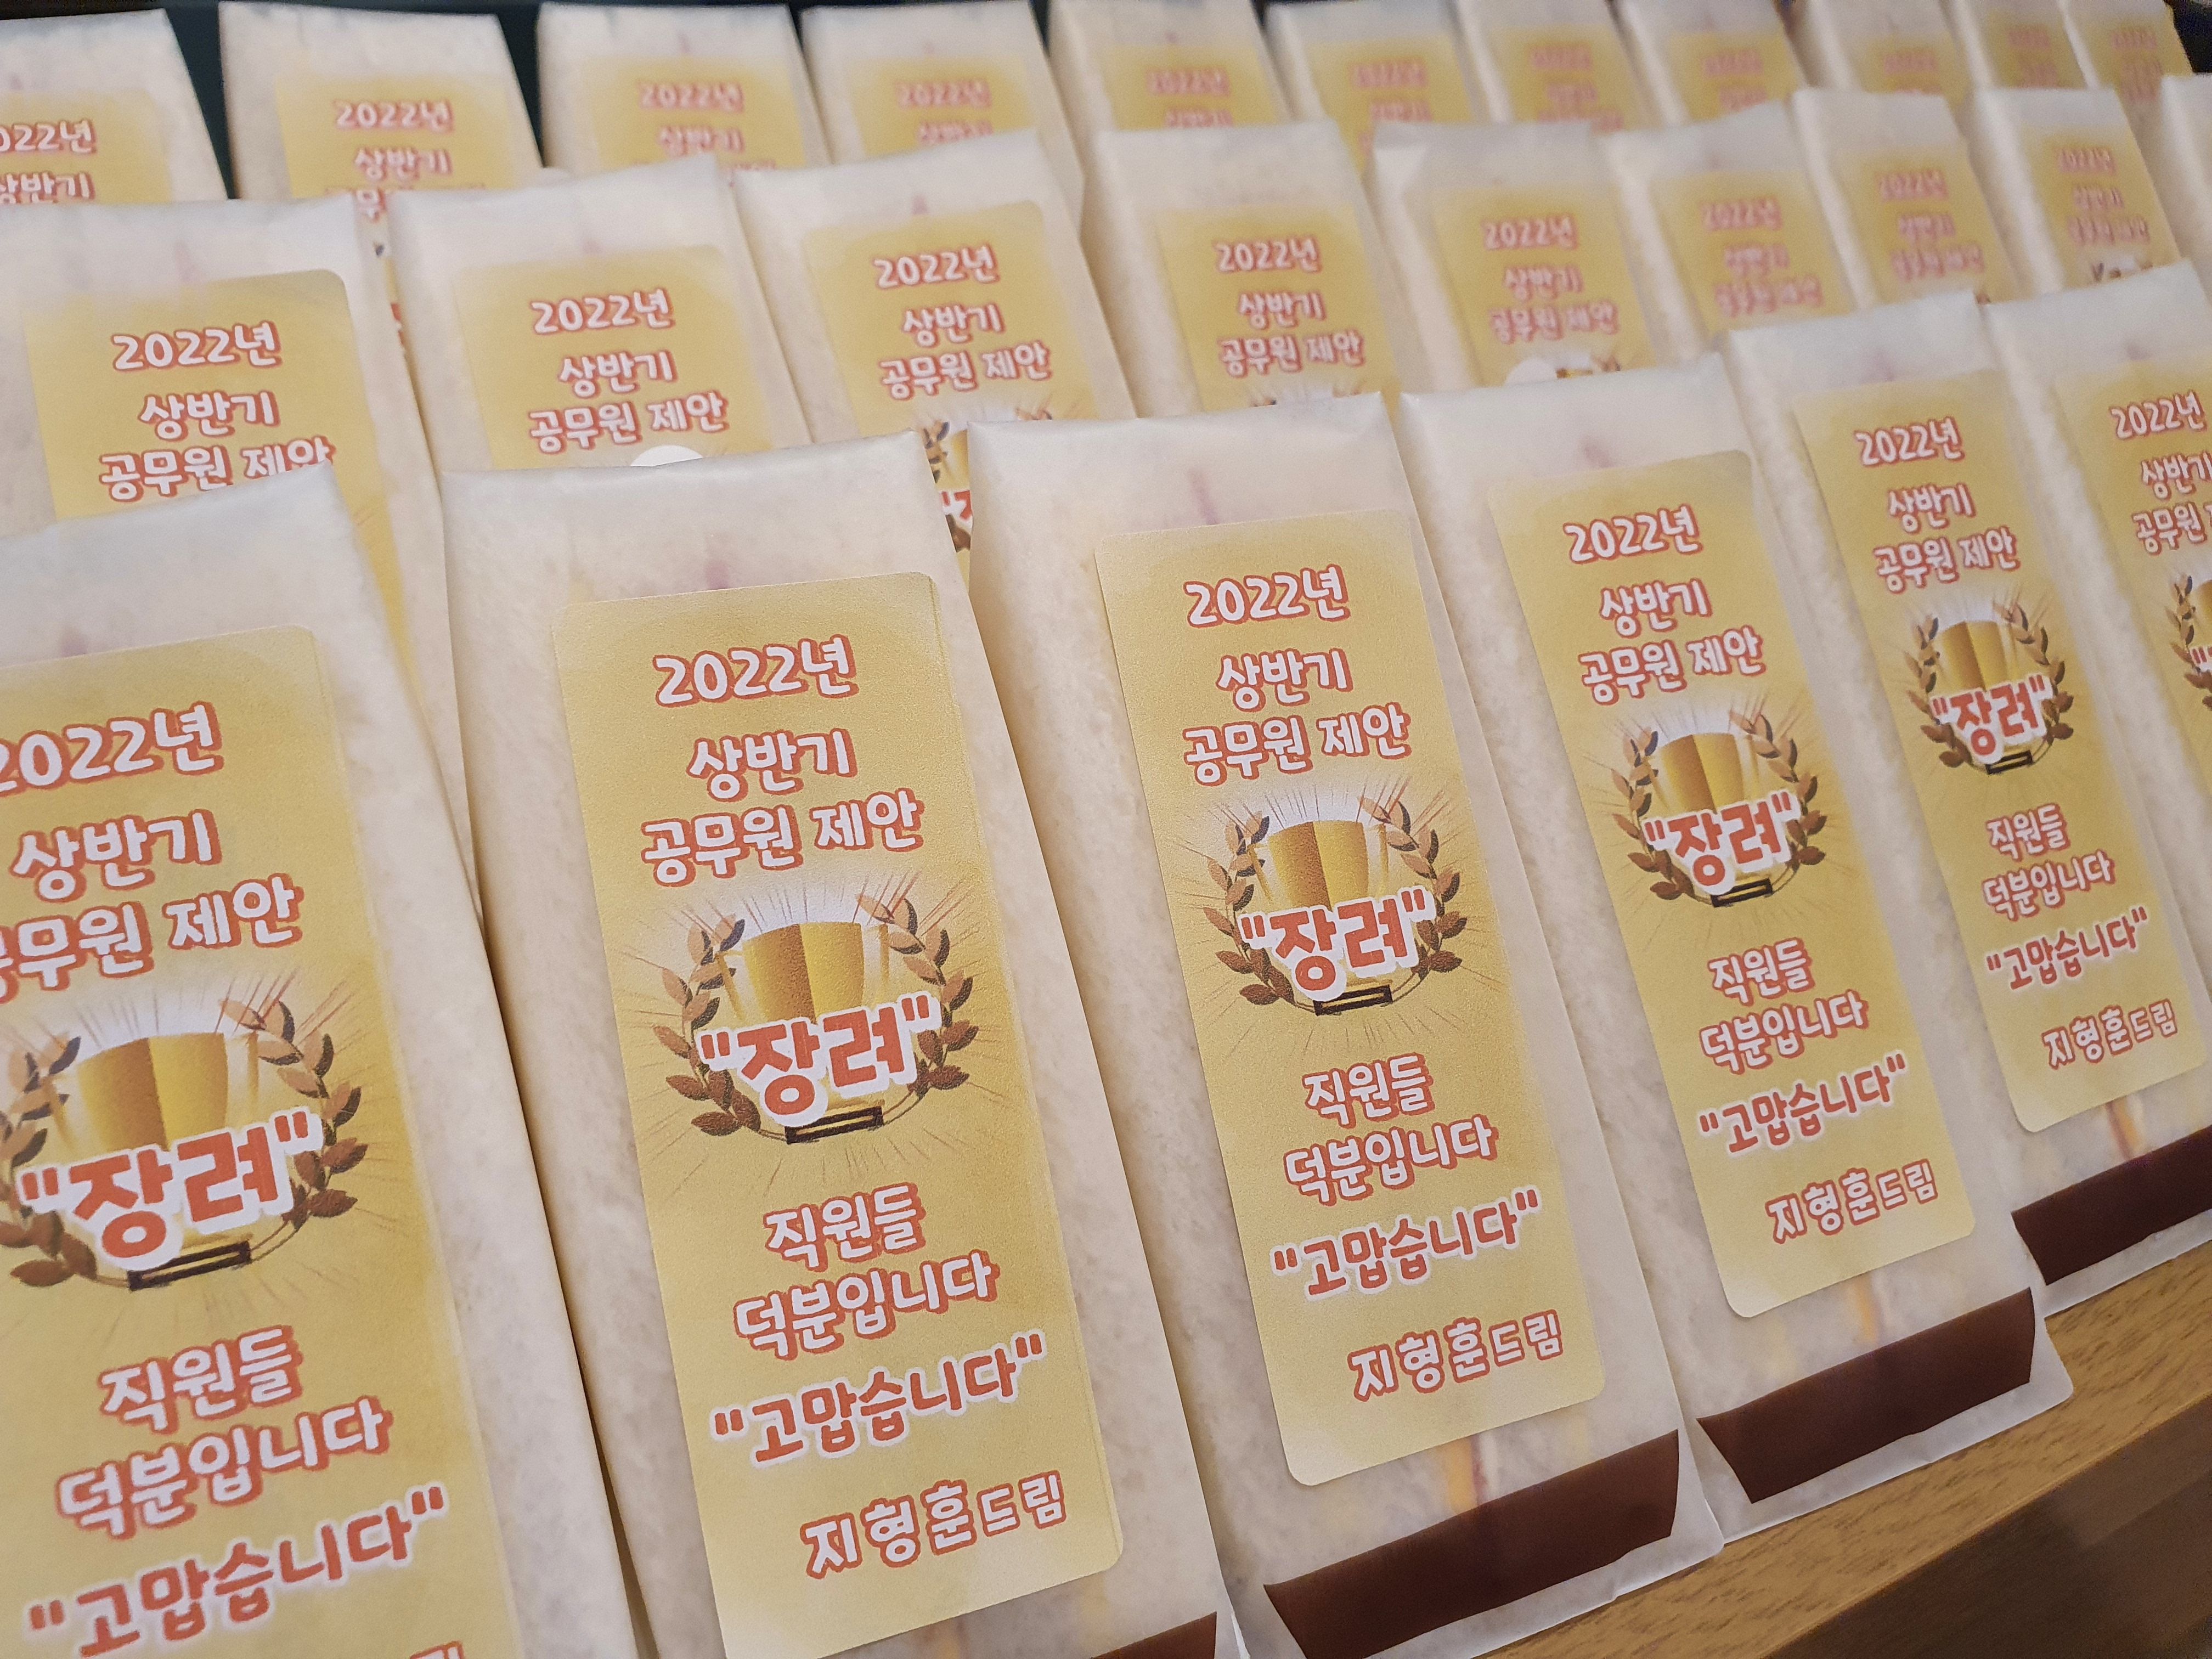 2022년
상반기
공무원 제안
"장려"
직원들
덕분입니다
"고맙습니다"
지형훈드림